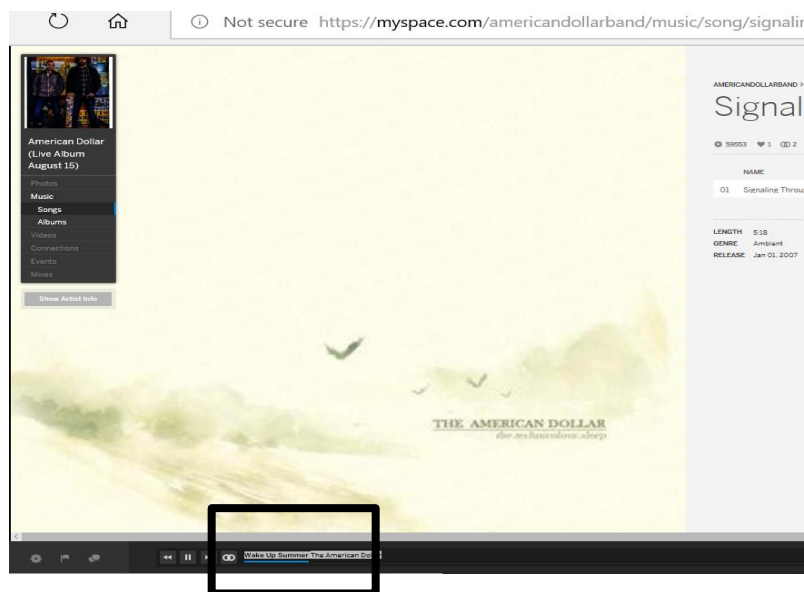 Not secure https://myspace.com/americandollarband/music/song/signalin
American Dollar
(Live Album
August 15)
Photos
Music
Songs
Albums
Videos
Connections
Events
Mixes
Show Artist Info
THE AMERICAN DOLLAR
the technicolour sleep
AMERICANDOLLARBAND
Signal
59553 1 2
NAME
01 Signaling Throu
LENGTH 5:18
GENRE Ambient
RELEASE Jan 01, 2007
Wake Up Summer The American Dol